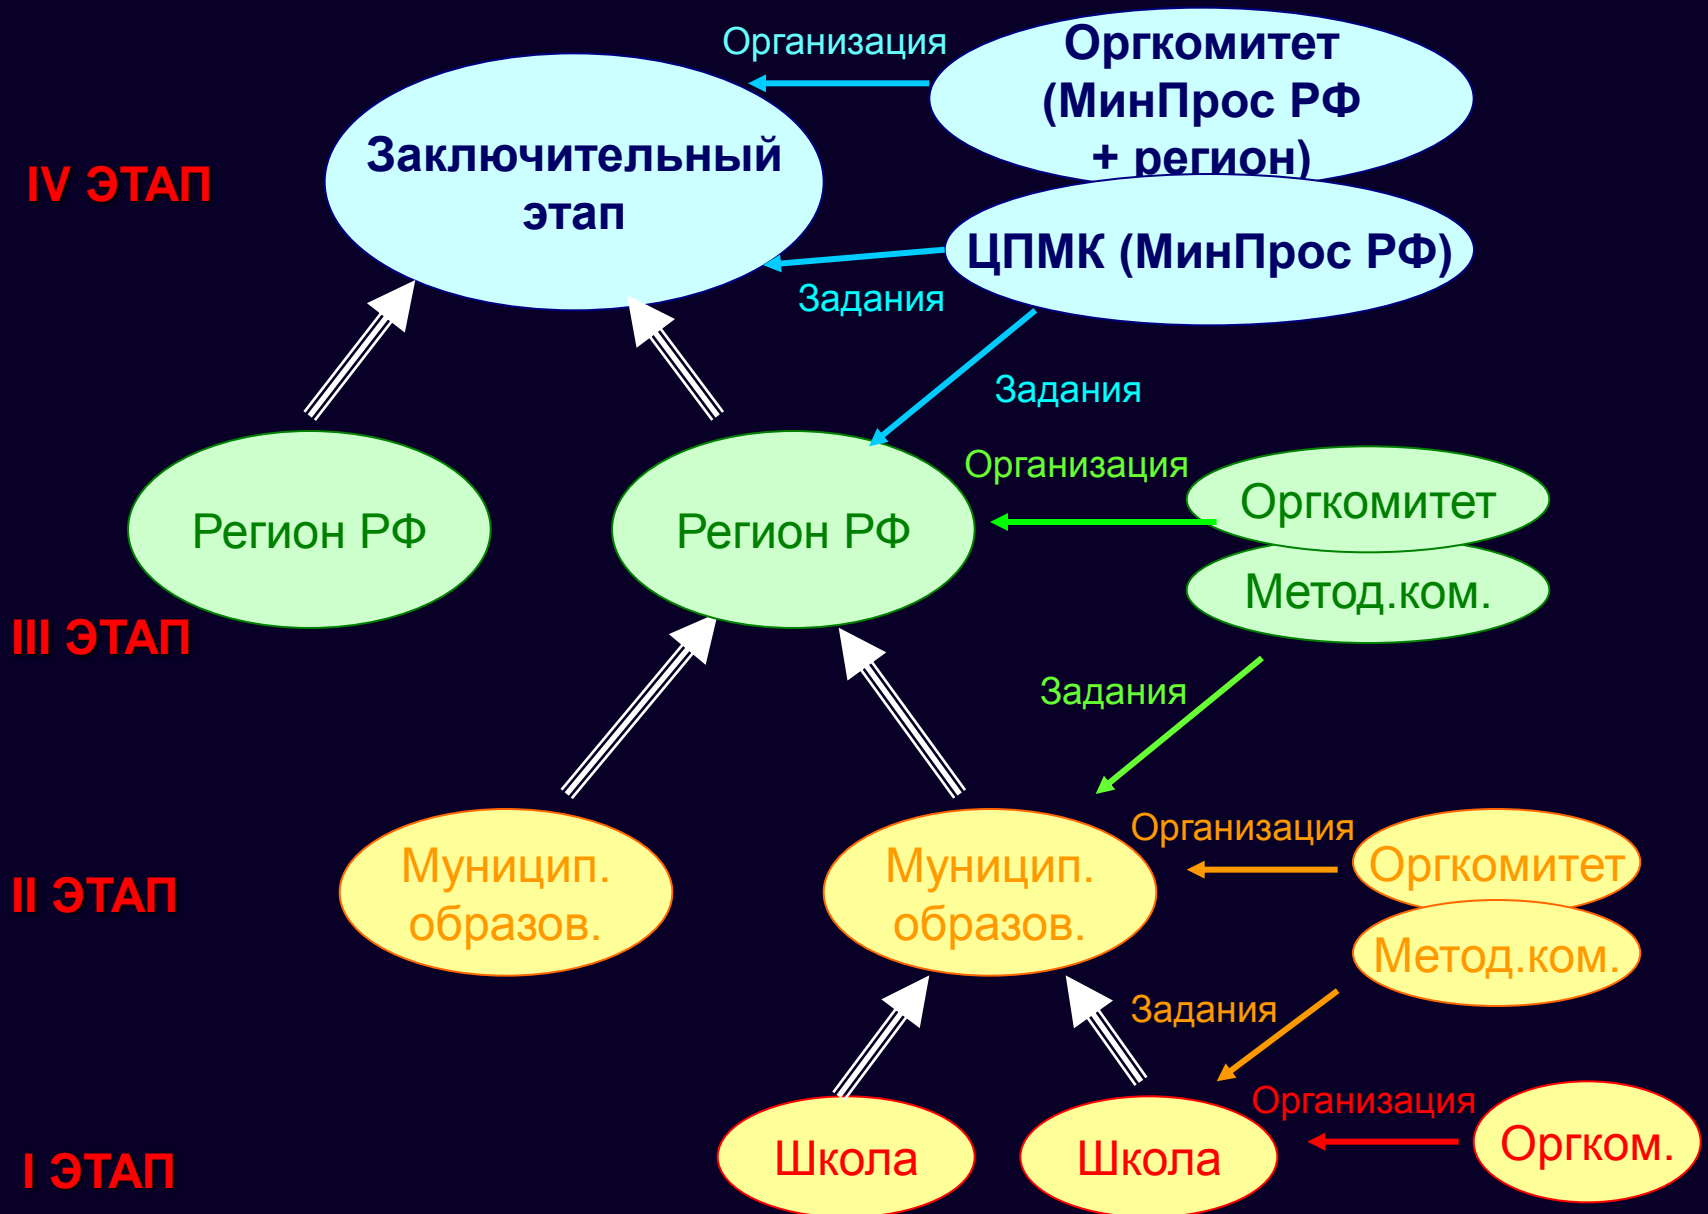 Организация
Оргкомитет
(МинПрос РФ
+ регион)
Заключительный
этап
IV ЭТАП
ЦПМК (МинПрос РФ)
Задания
Задания
Организация
Оргкомитет
Регион РФ
Регион РФ
Метод.ком.
III ЭТАП
Задания
Организация
Муницип.
образов.
Муницип.
образов.
Оргкомитет
II ЭТАП
Метод.ком.
Задания
Организация
Школа
Школа
Орг­ком.
I ЭТАП